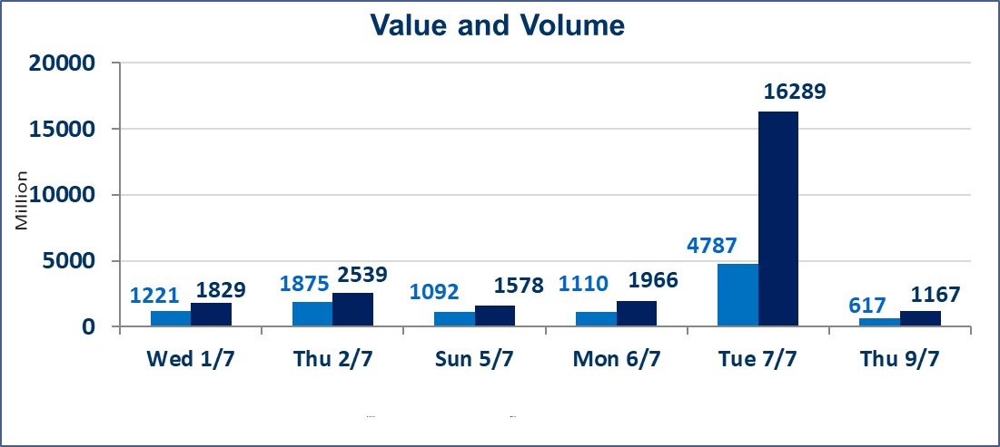 Value and Volume
Million
20000
15000
10000
5000
0
1221
1829
1875
2539
1092
1578
1110
1966
4787
16289
617
1167
Wed 1/7
Thu 2/7
Sun 5/7
Mon 6/7
Tue 7/7
Thu 9/7